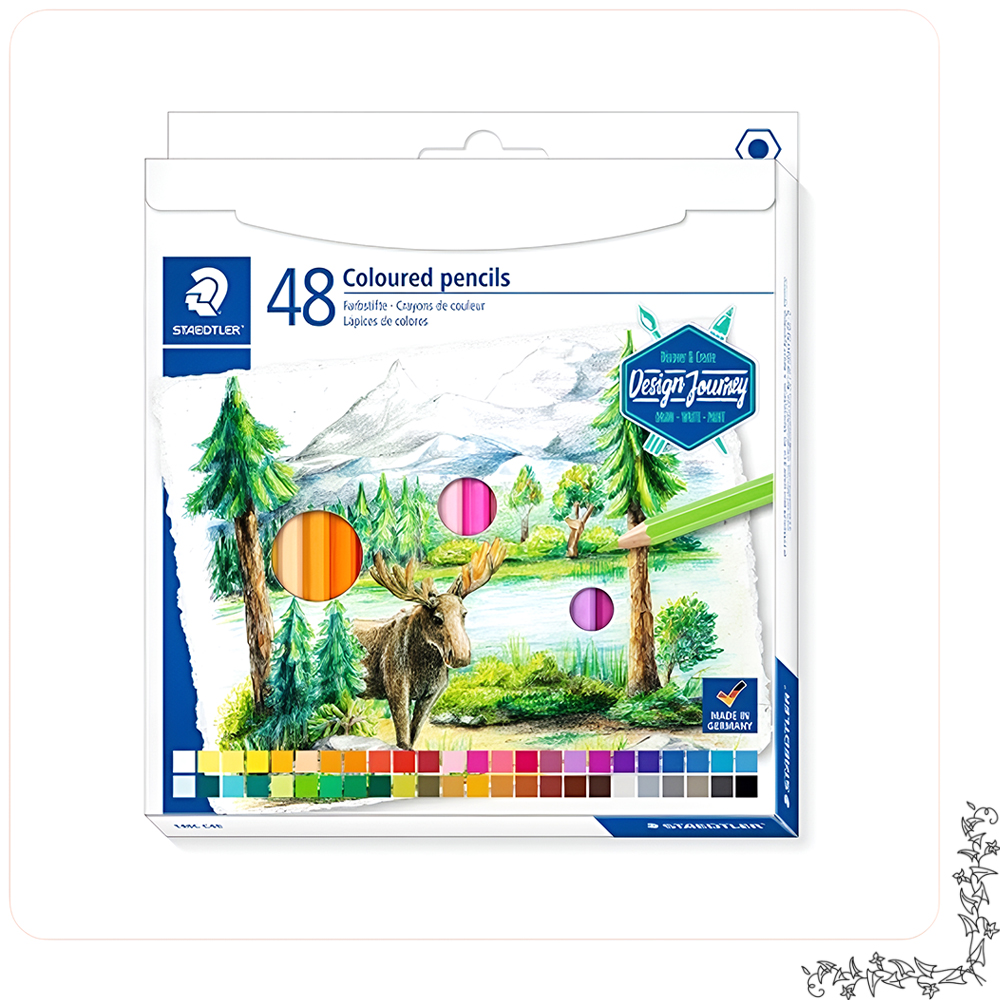 STAEDTLER
48 Coloured pencils
Farbstifte · Crayons de couleur
Lápices de colores
Design Journey
MADE IN
GERMANY
STAEDTLER
STAEDTLER